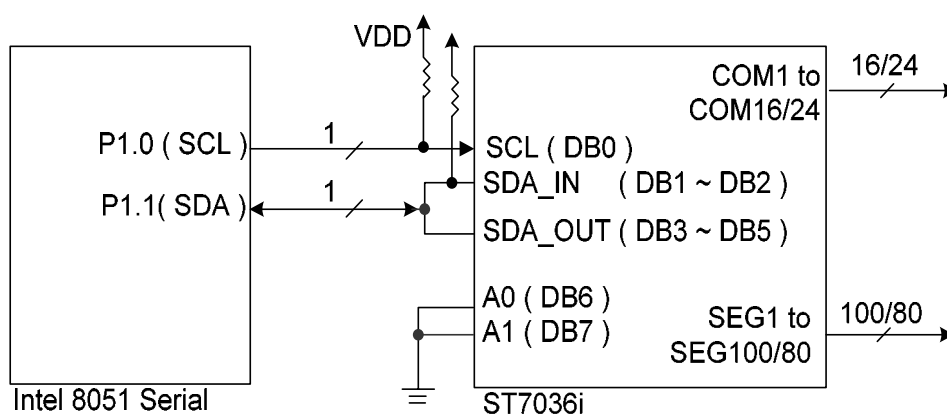 VDD
COM1 to
COM16/24
16/24
P1.0 ( SCL )
1
SCL ( DB0 )
SDA_IN ( DB1 ~ DB2 )
P1.1( SDA )
1
SDA_OUT ( DB3 ~ DB5 )
A0 ( DB6 )
A1 ( DB7 )
SEG1 to
SEG100/80
100/80
Intel 8051 Serial
ST7036i